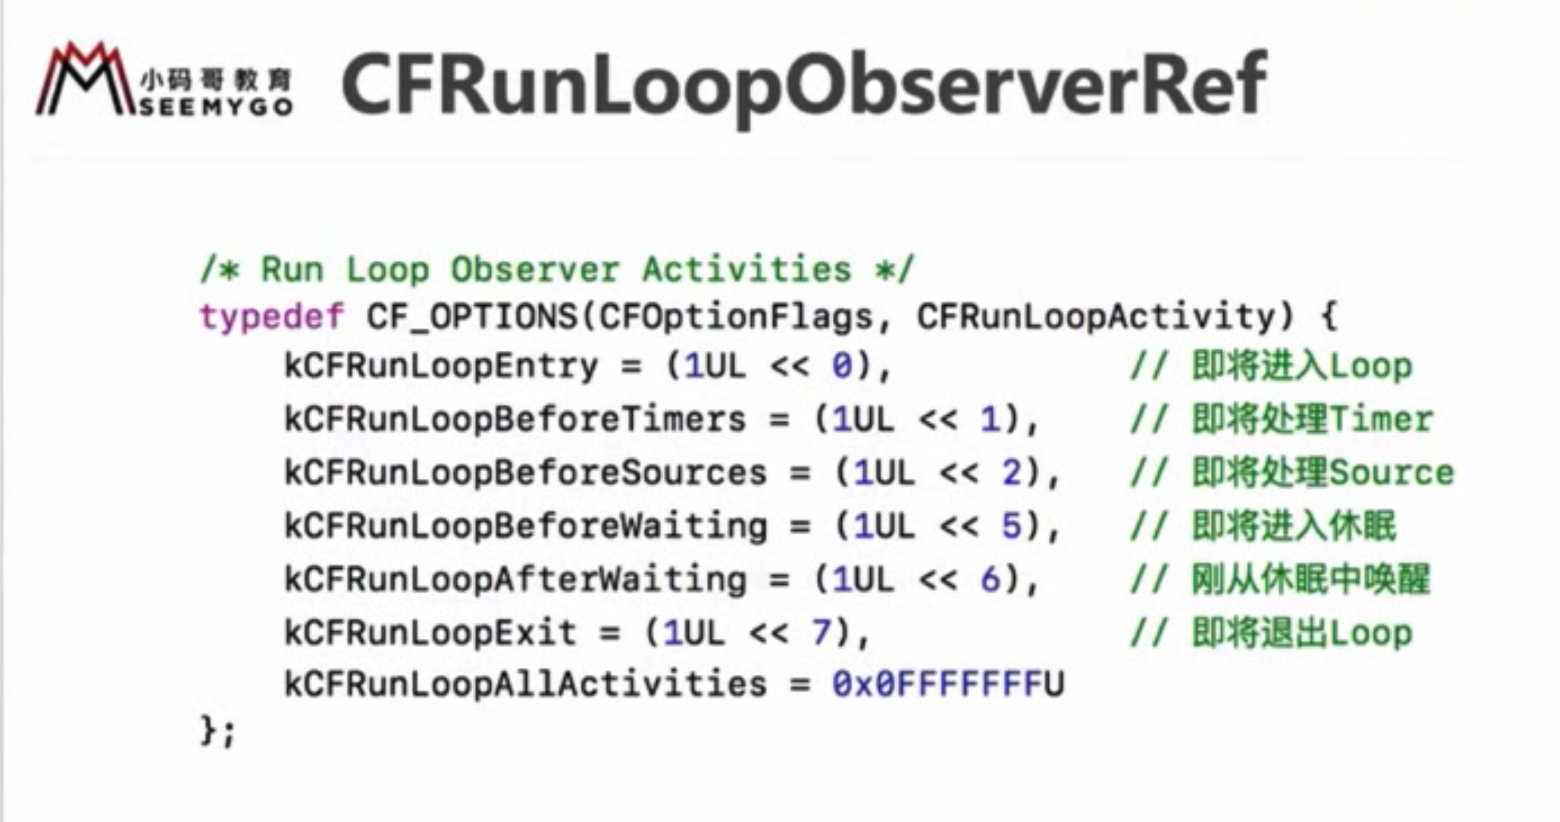 小码哥教育
SEEMYGO
CFRunLoopObserverRef
/* Run Loop Observer Activities */
typedef CF_OPTIONS(CFOptionFlags, CFRunLoopActivity) {
    kCFRunLoopEntry = (1UL << 0),           // 即将进入Loop
    kCFRunLoopBeforeTimers = (1UL << 1),    // 即将处理Timer
    kCFRunLoopBeforeSources = (1UL << 2),   // 即将处理Source
    kCFRunLoopBeforeWaiting = (1UL << 5),   // 即将进入休眠
    kCFRunLoopAfterWaiting = (1UL << 6),    // 刚从休眠中唤醒
    kCFRunLoopExit = (1UL << 7),            // 即将退出Loop
    kCFRunLoopAllActivities = 0x0FFFFFFFU
};